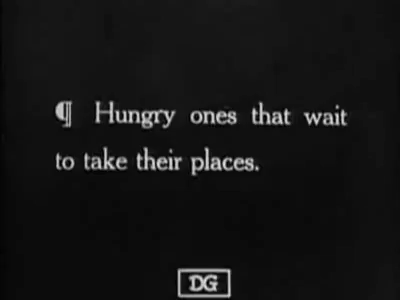 ¶ Hungry ones that wait
to take their places.
DG